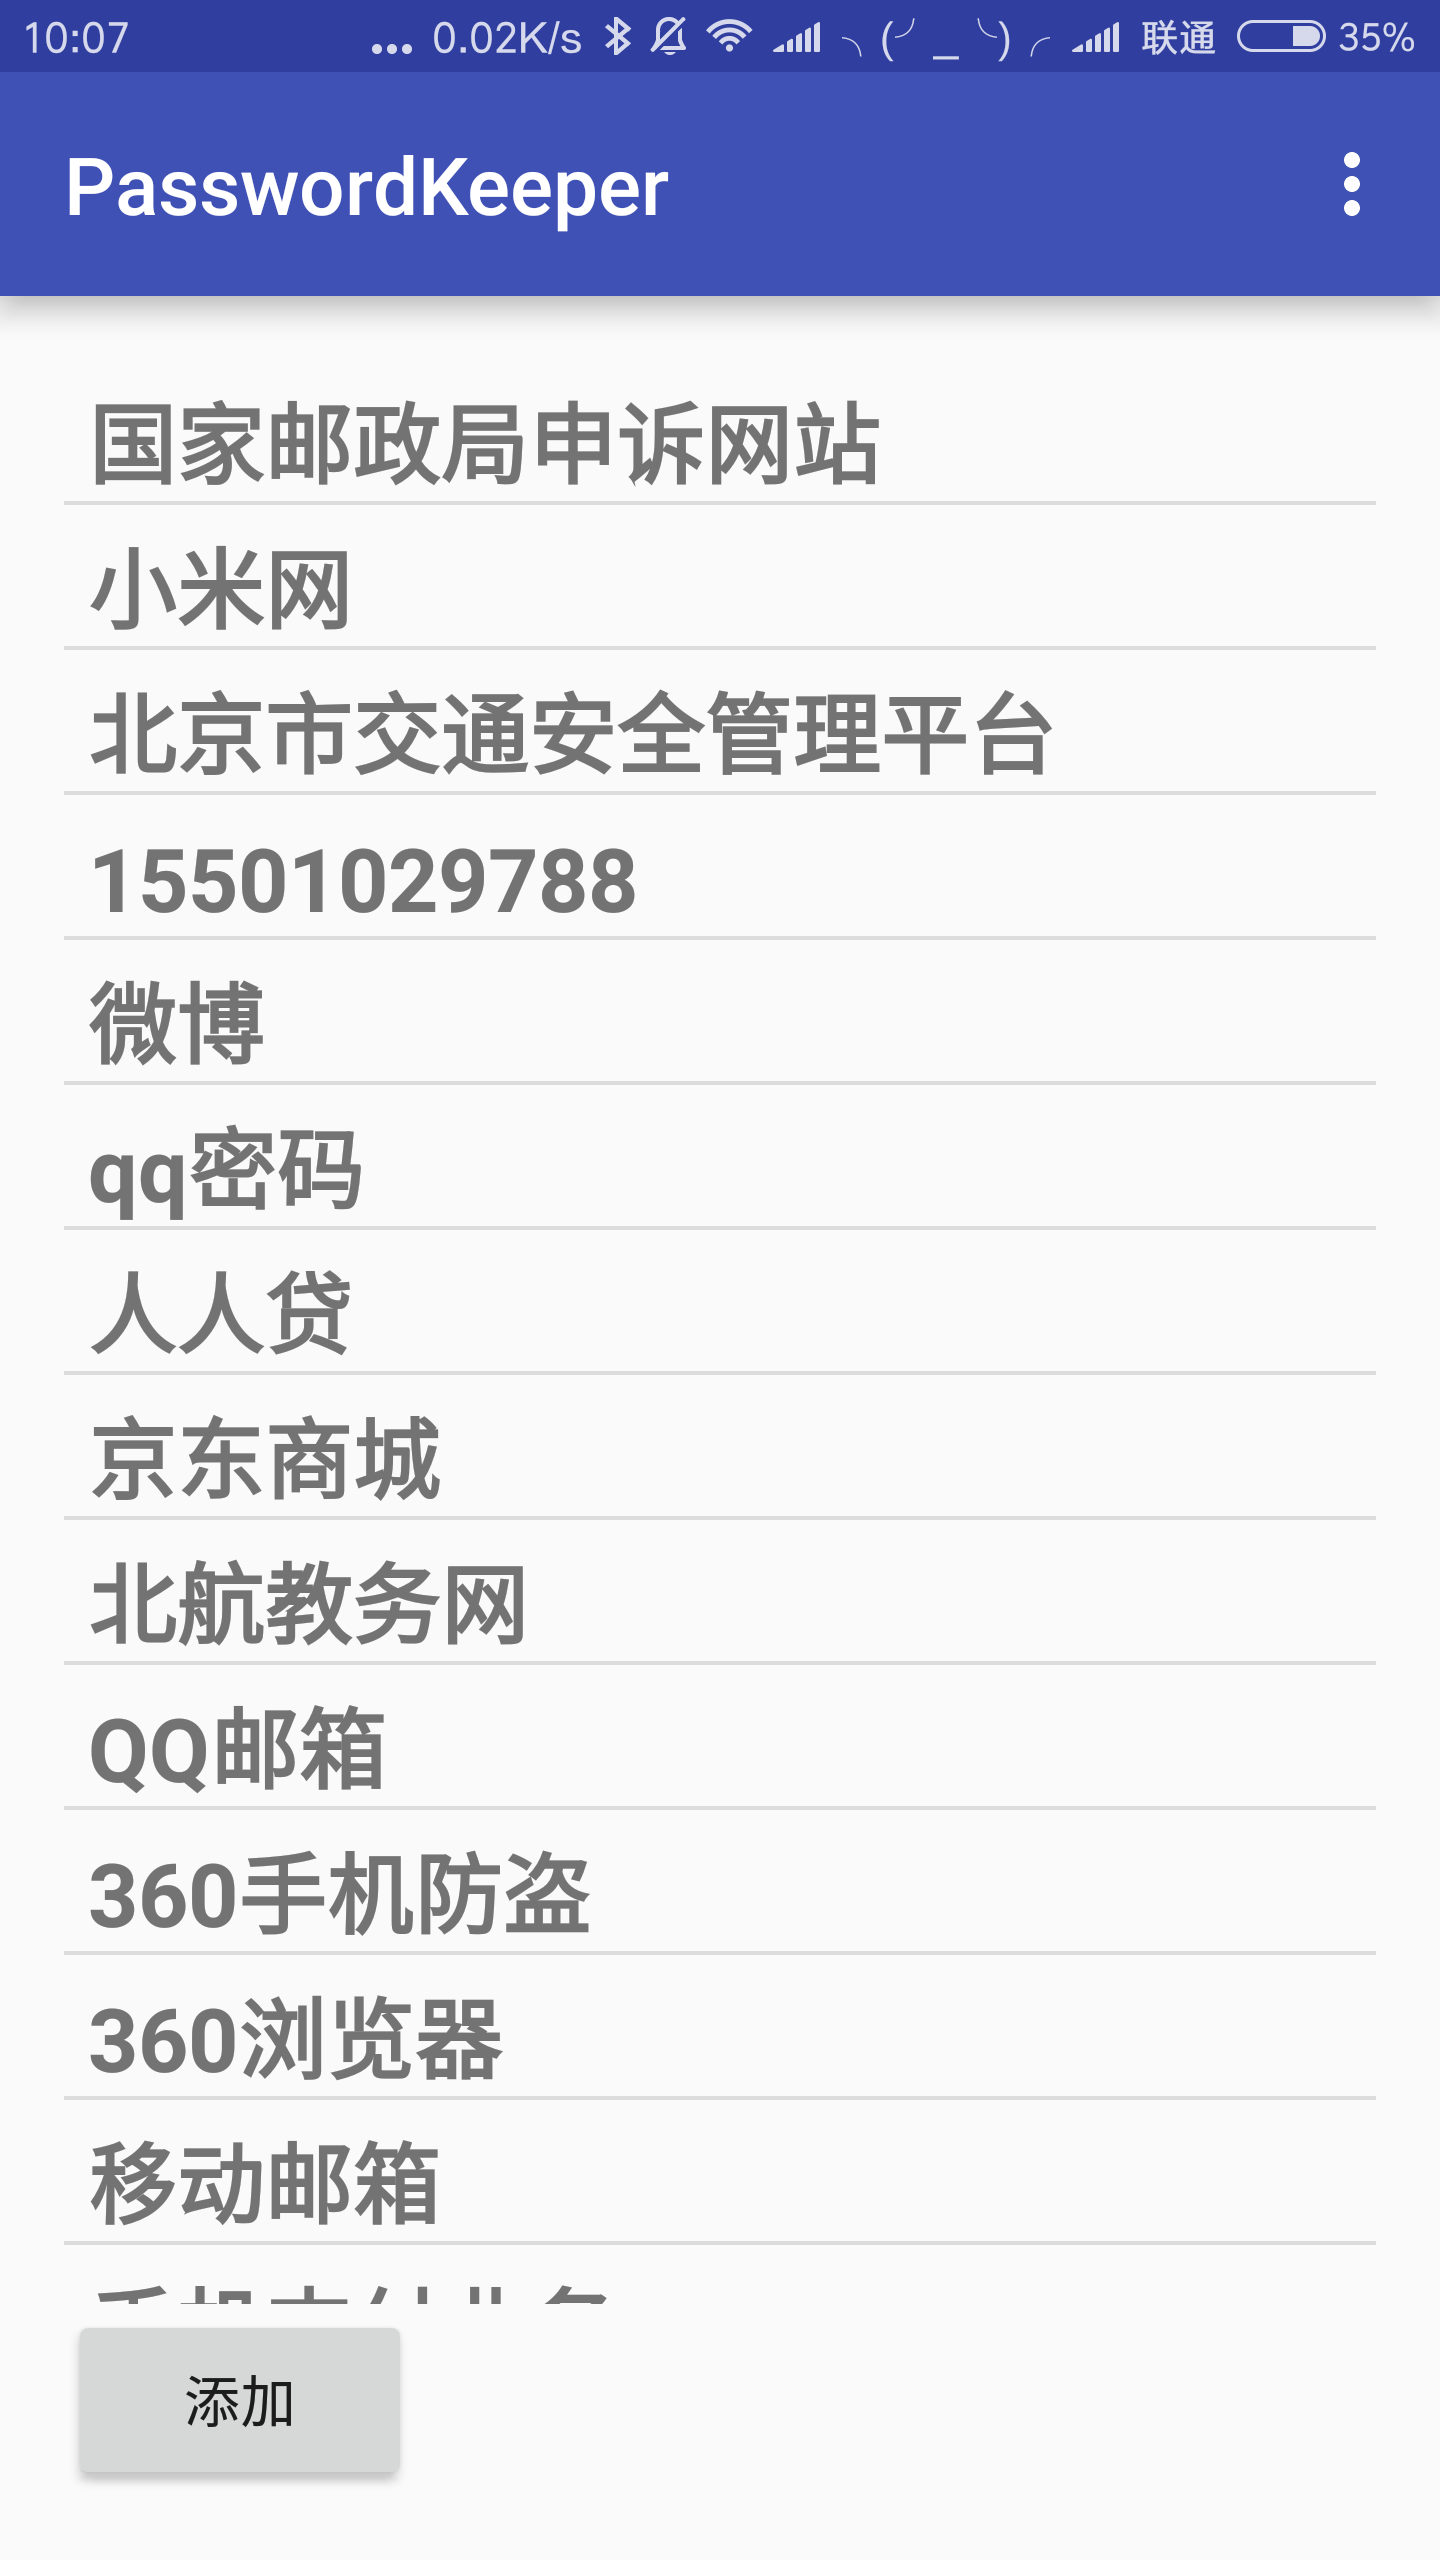 10:07 ... 0.02K/s ╮(╯_╰)╭ 联通 35%
PasswordKeeper
国家邮政局申诉网站
小米网
北京市交通安全管理平台
15501029788
微博
qq密码
人人贷
京东商城
北航教务网
QQ邮箱
360手机防盗
360浏览器
移动邮箱
添加